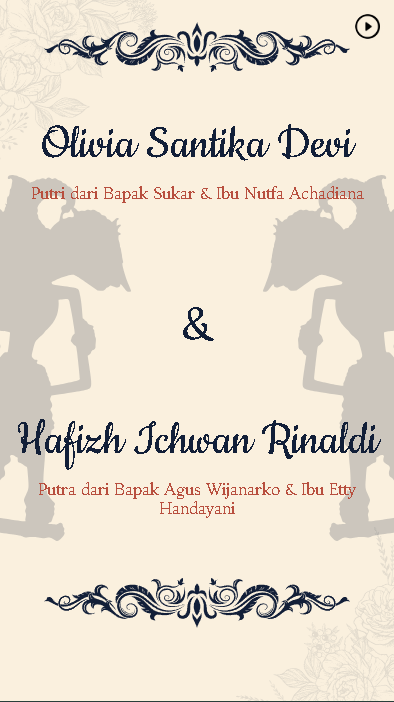 Olivia Santika Devi
Putri dari Bapak Sukar & Ibu Nutfa Achadiana
&
Hafizh Ichwan Rinaldi
Putra dari Bapak Agus Wijanarko & Ibu Etty
Handayani